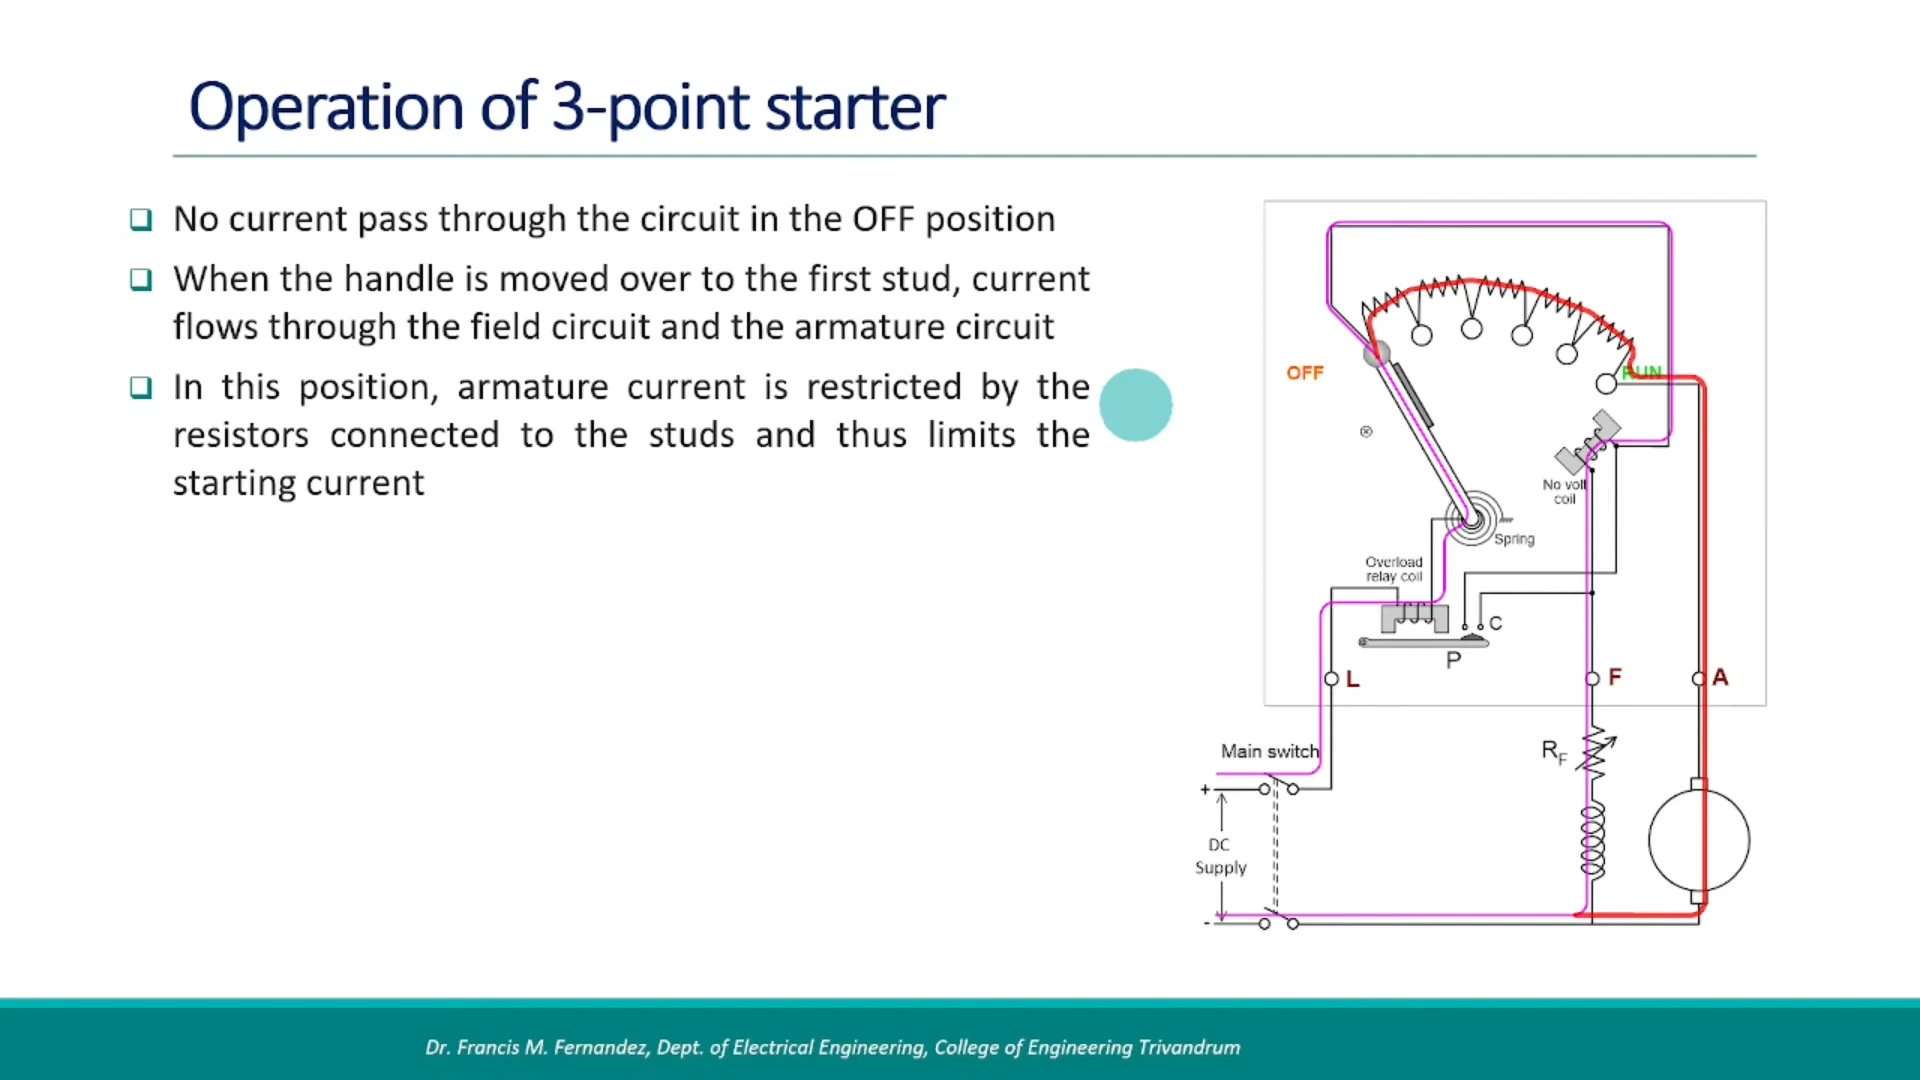 Operation of 3-point starter
No current pass through the circuit in the OFF position
When the handle is moved over to the first stud, current
flows through the field circuit and the armature circuit
In this position, armature current is restricted by the
resistors connected to the studs and thus limits the
starting current
OFF
RUN
No volt
coil
Spring
Overload
relay coil
C
P
L
F
A
Main switch
RF
+
DC
Supply
-
Dr. Francis M. Fernandez, Dept. of Electrical Engineering, College of Engineering Trivandrum